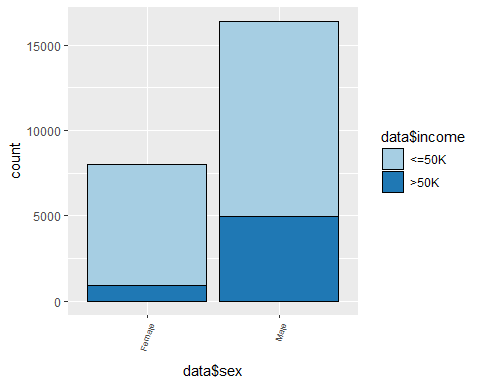 15000
10000
5000
0
count
Female
Male
data$sex
data$income
<=50K
>50K